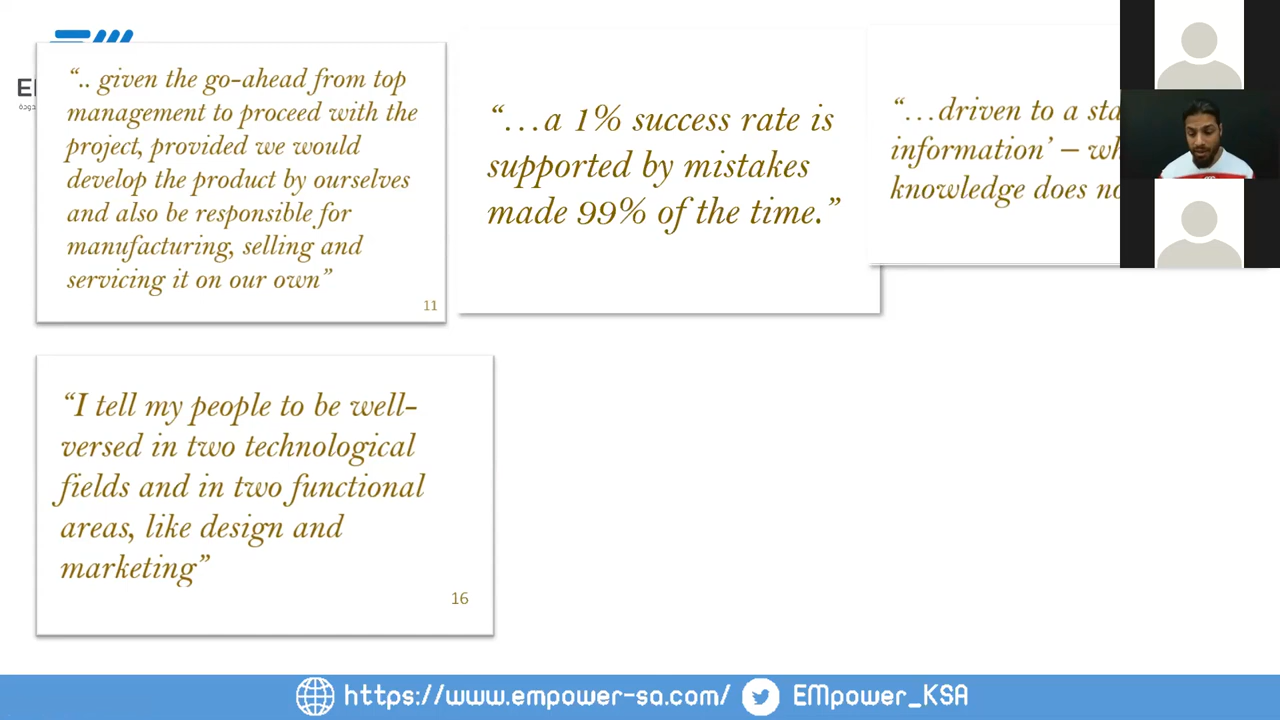 “.. given the go-ahead from top
management to proceed with the
project, provided we would
develop the product by ourselves
and also be responsible for
manufacturing, selling and
servicing it on our own”
11
“…a 1% success rate is
supported by mistakes
made 99% of the time.”
“…driven to a
information’ –
knowledge does
“I tell my people to be well-
versed in two technological
fields and in two functional
areas, like design and
marketing”
16
https://www.empower-sa.com/ EMpower_KSA